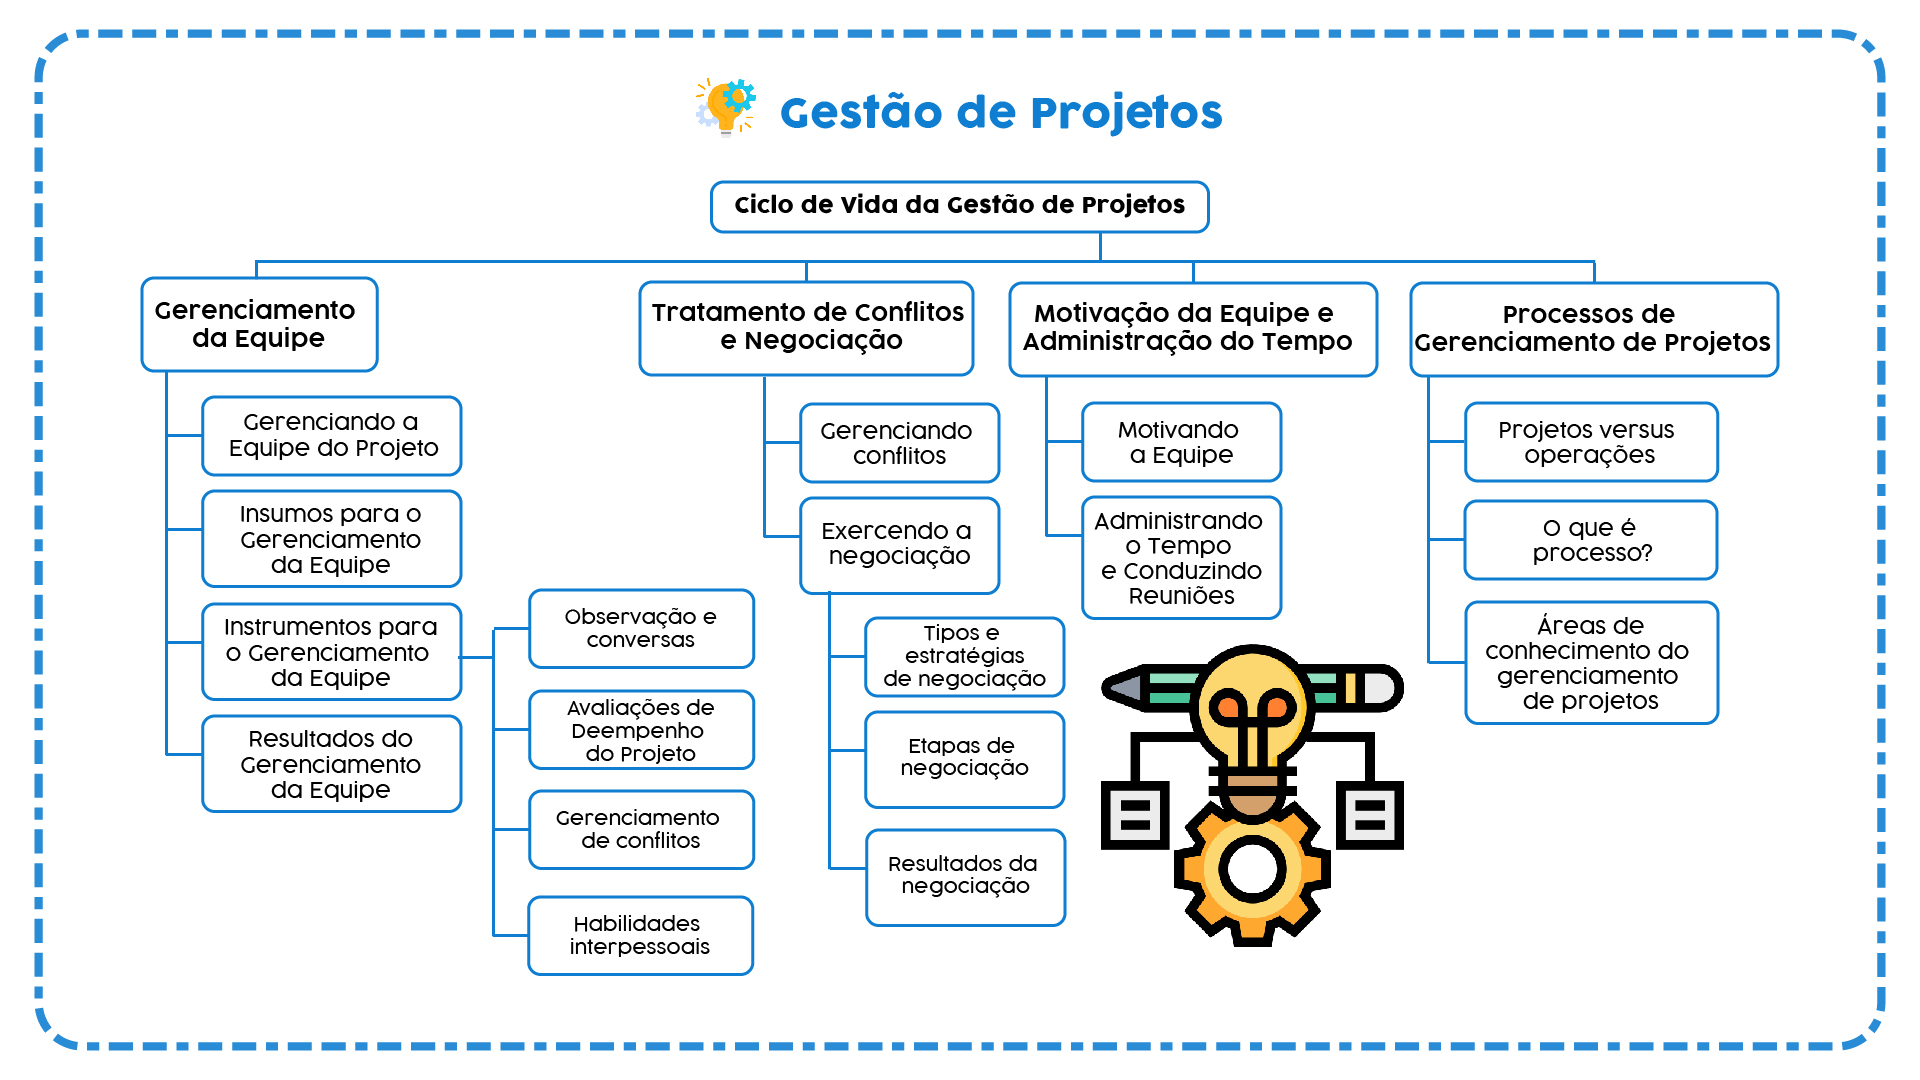 Gestão de Projetos
Ciclo de Vida da Gestão de Projetos
Gerenciamento
da Equipe
Gerenciando a
Equipe do Projeto
Insumos para o
Gerenciamento
da Equipe
Instrumentos para
o Gerenciamento
da Equipe
Observação e
conversas
Avaliações de
Deempenho
do Projeto
Gerenciamento
de conflitos
Habilidades
interpessoais
Resultados do
Gerenciamento
da Equipe
Tratamento de Conflitos
e Negociação
Gerenciando
conflitos
Exercendo a
negociação
Tipos e
estratégias
de negociação
Etapas de
negociação
Resultados da
negociação
Motivação da Equipe e
Administração do Tempo
Motivando
a Equipe
Administrando
o Tempo
e Conduzindo
Reuniões
Processos de
Gerenciamento de Projetos
Projetos versus
operações
O que é
processo?
Áreas de
conhecimento do
gerenciamento
de projetos